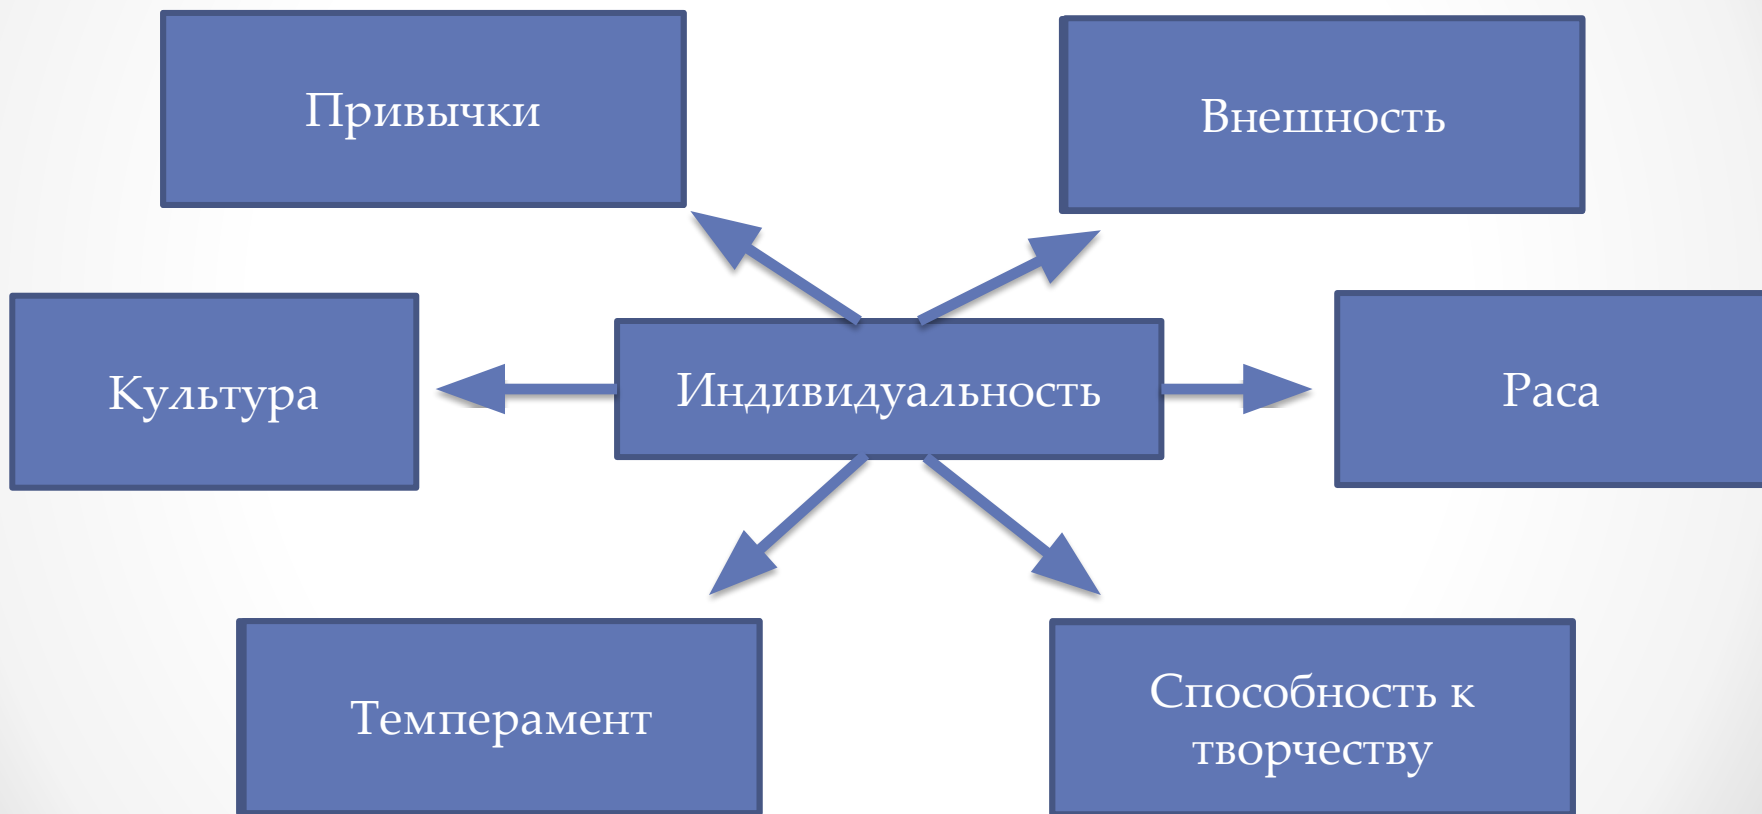 Привычки
Внешность
Культура
Индивидуальность
Раса
Темперамент
Способность к
творчеству